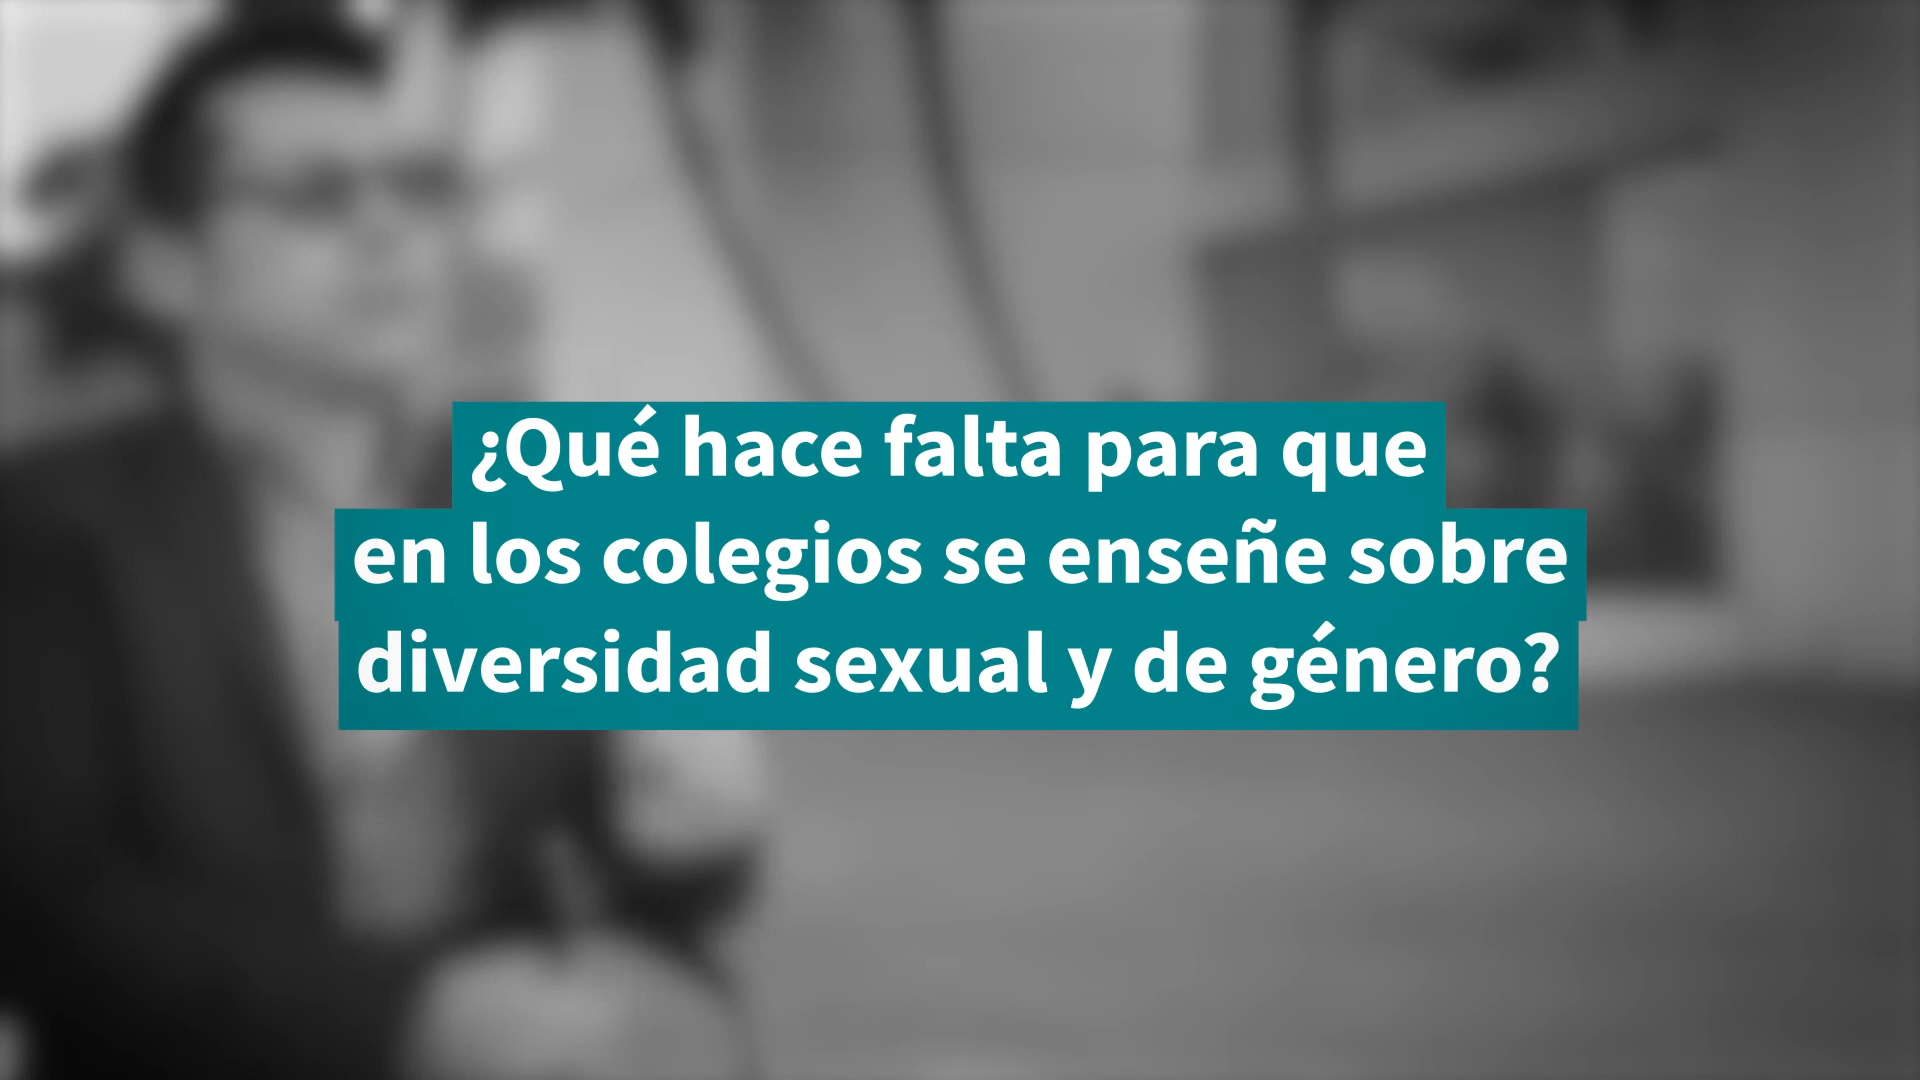 ¿Qué hace falta para que
en los colegios se enseñe sobre
diversidad sexual y de género?